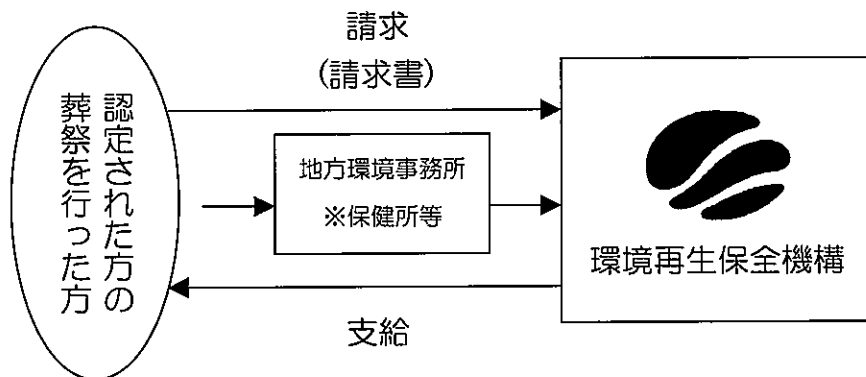 請求
(請求書)
認定された方の
葬祭を行った方
地方環境事務所
※保健所等
環境再生保全機構
支給